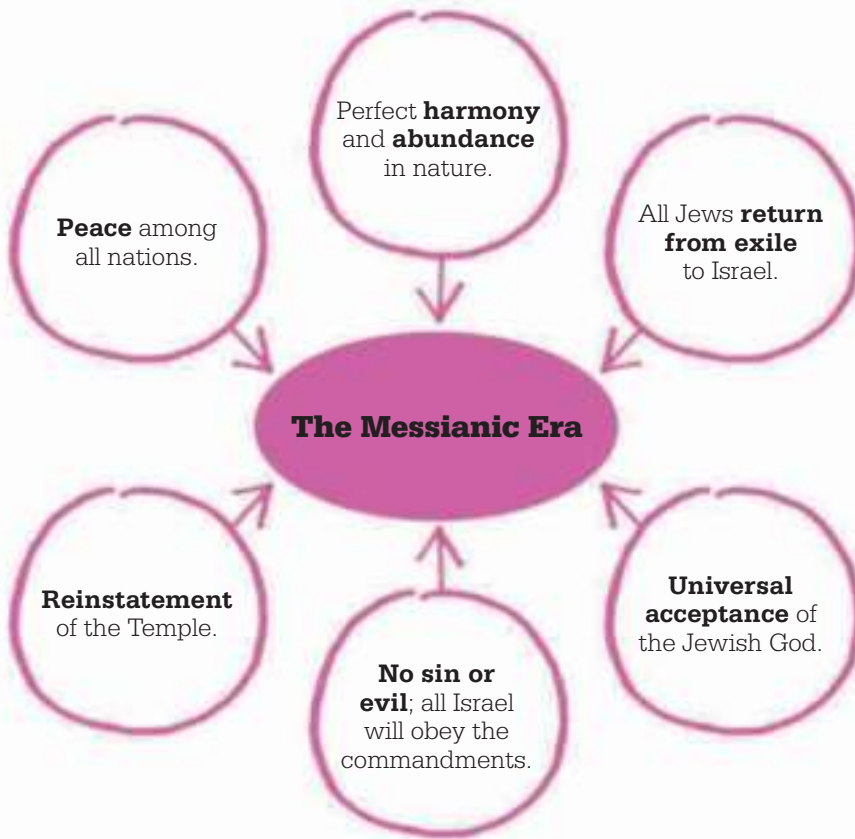 Perfect harmony
and abundance
in nature.
Peace among
all nations.
All Jews return
from exile
to Israel.
The Messianic Era
Reinstatement
of the Temple.
No sin or
evil; all Israel
will obey the
commandments.
Universal
acceptance of
the Jewish God.